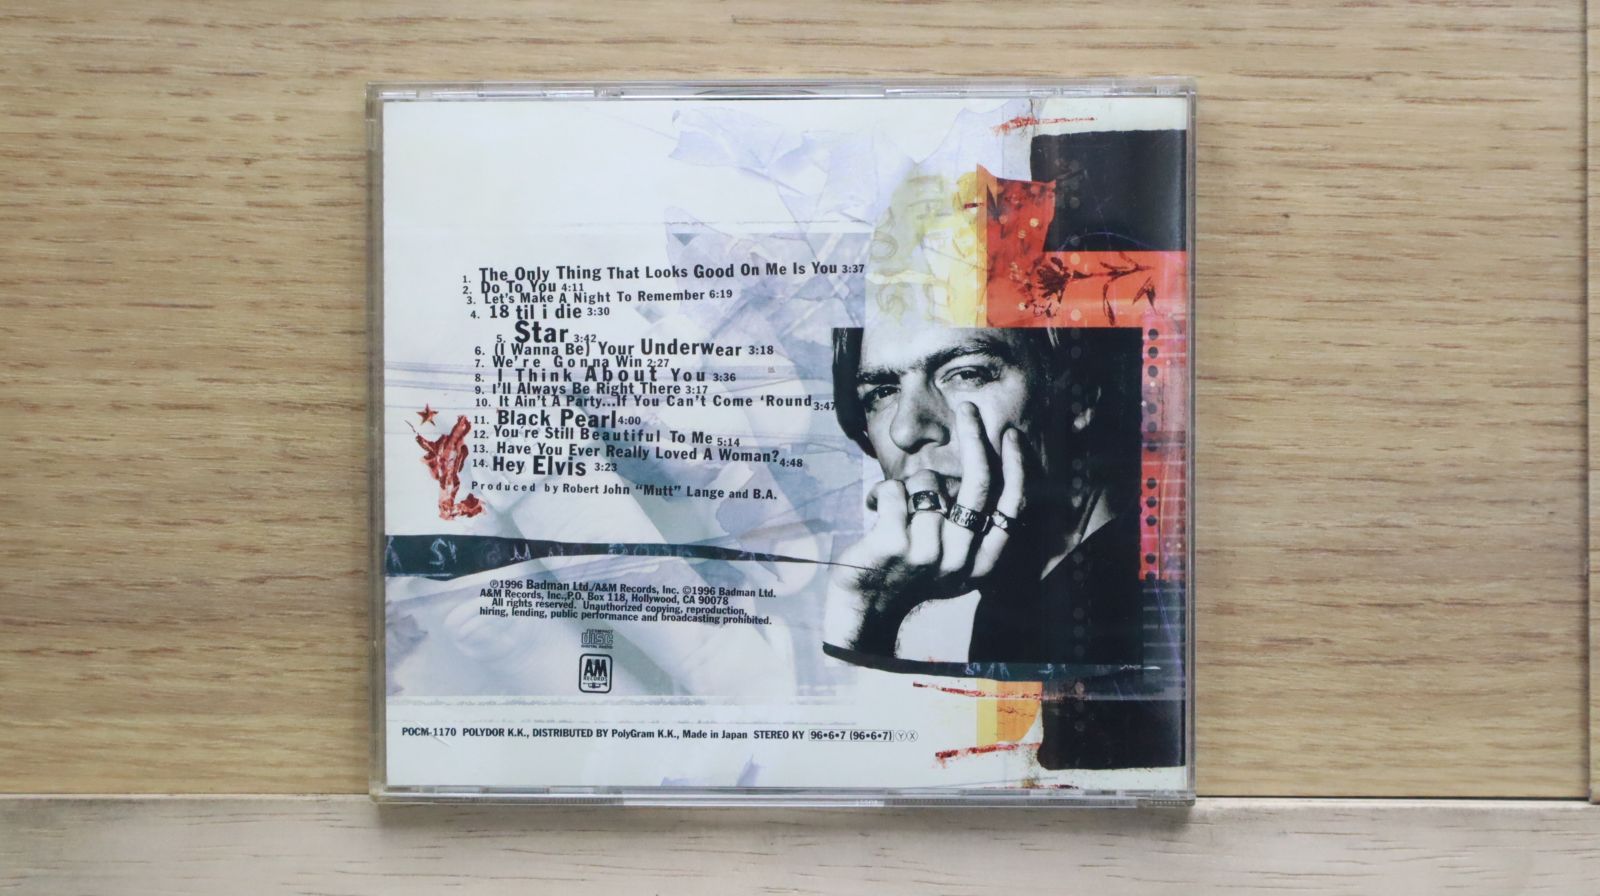 1. The Only Thing That Looks Good On Me Is You 3:37
2. Do To You 4:11
3. Let's Make A Night To Remember 6:19
4. 18 til i die 3:30
5. Star 3:42
6. (I Wanna Be) Your Underwear 3:18
7. We're Gonna Win 2:27
8. I Think About You 3:36
9. I'll Always Be Right There 3:17
10. It Ain't A Party...If You Can't Come 'Round 3:47
11. Black Pearl 4:00
12. You're Still Beautiful To Me 5:14
13. Have You Ever Really Loved A Woman? 4:48
14. Hey Elvis 3:23
Produced by Robert John "Mutt" Lange and B.A.
℗1996 Badman Ltd./A&M Records, Inc. ©1996 Badman Ltd.
A&M Records, Inc.,P.O. Box 118, Hollywood, CA 90078
All rights reserved. Unauthorized copying, reproduction,
hiring, lending, public performance and broadcasting prohibited.
COMPACT
disc
DIGITAL AUDIO
AM
RECORDS
POCM-1170 POLYDOR K.K., DISTRIBUTED BY PolyGram K.K., Made in Japan STEREO KY 96•6•7 (96•6•7) Ⓨ Ⓧ